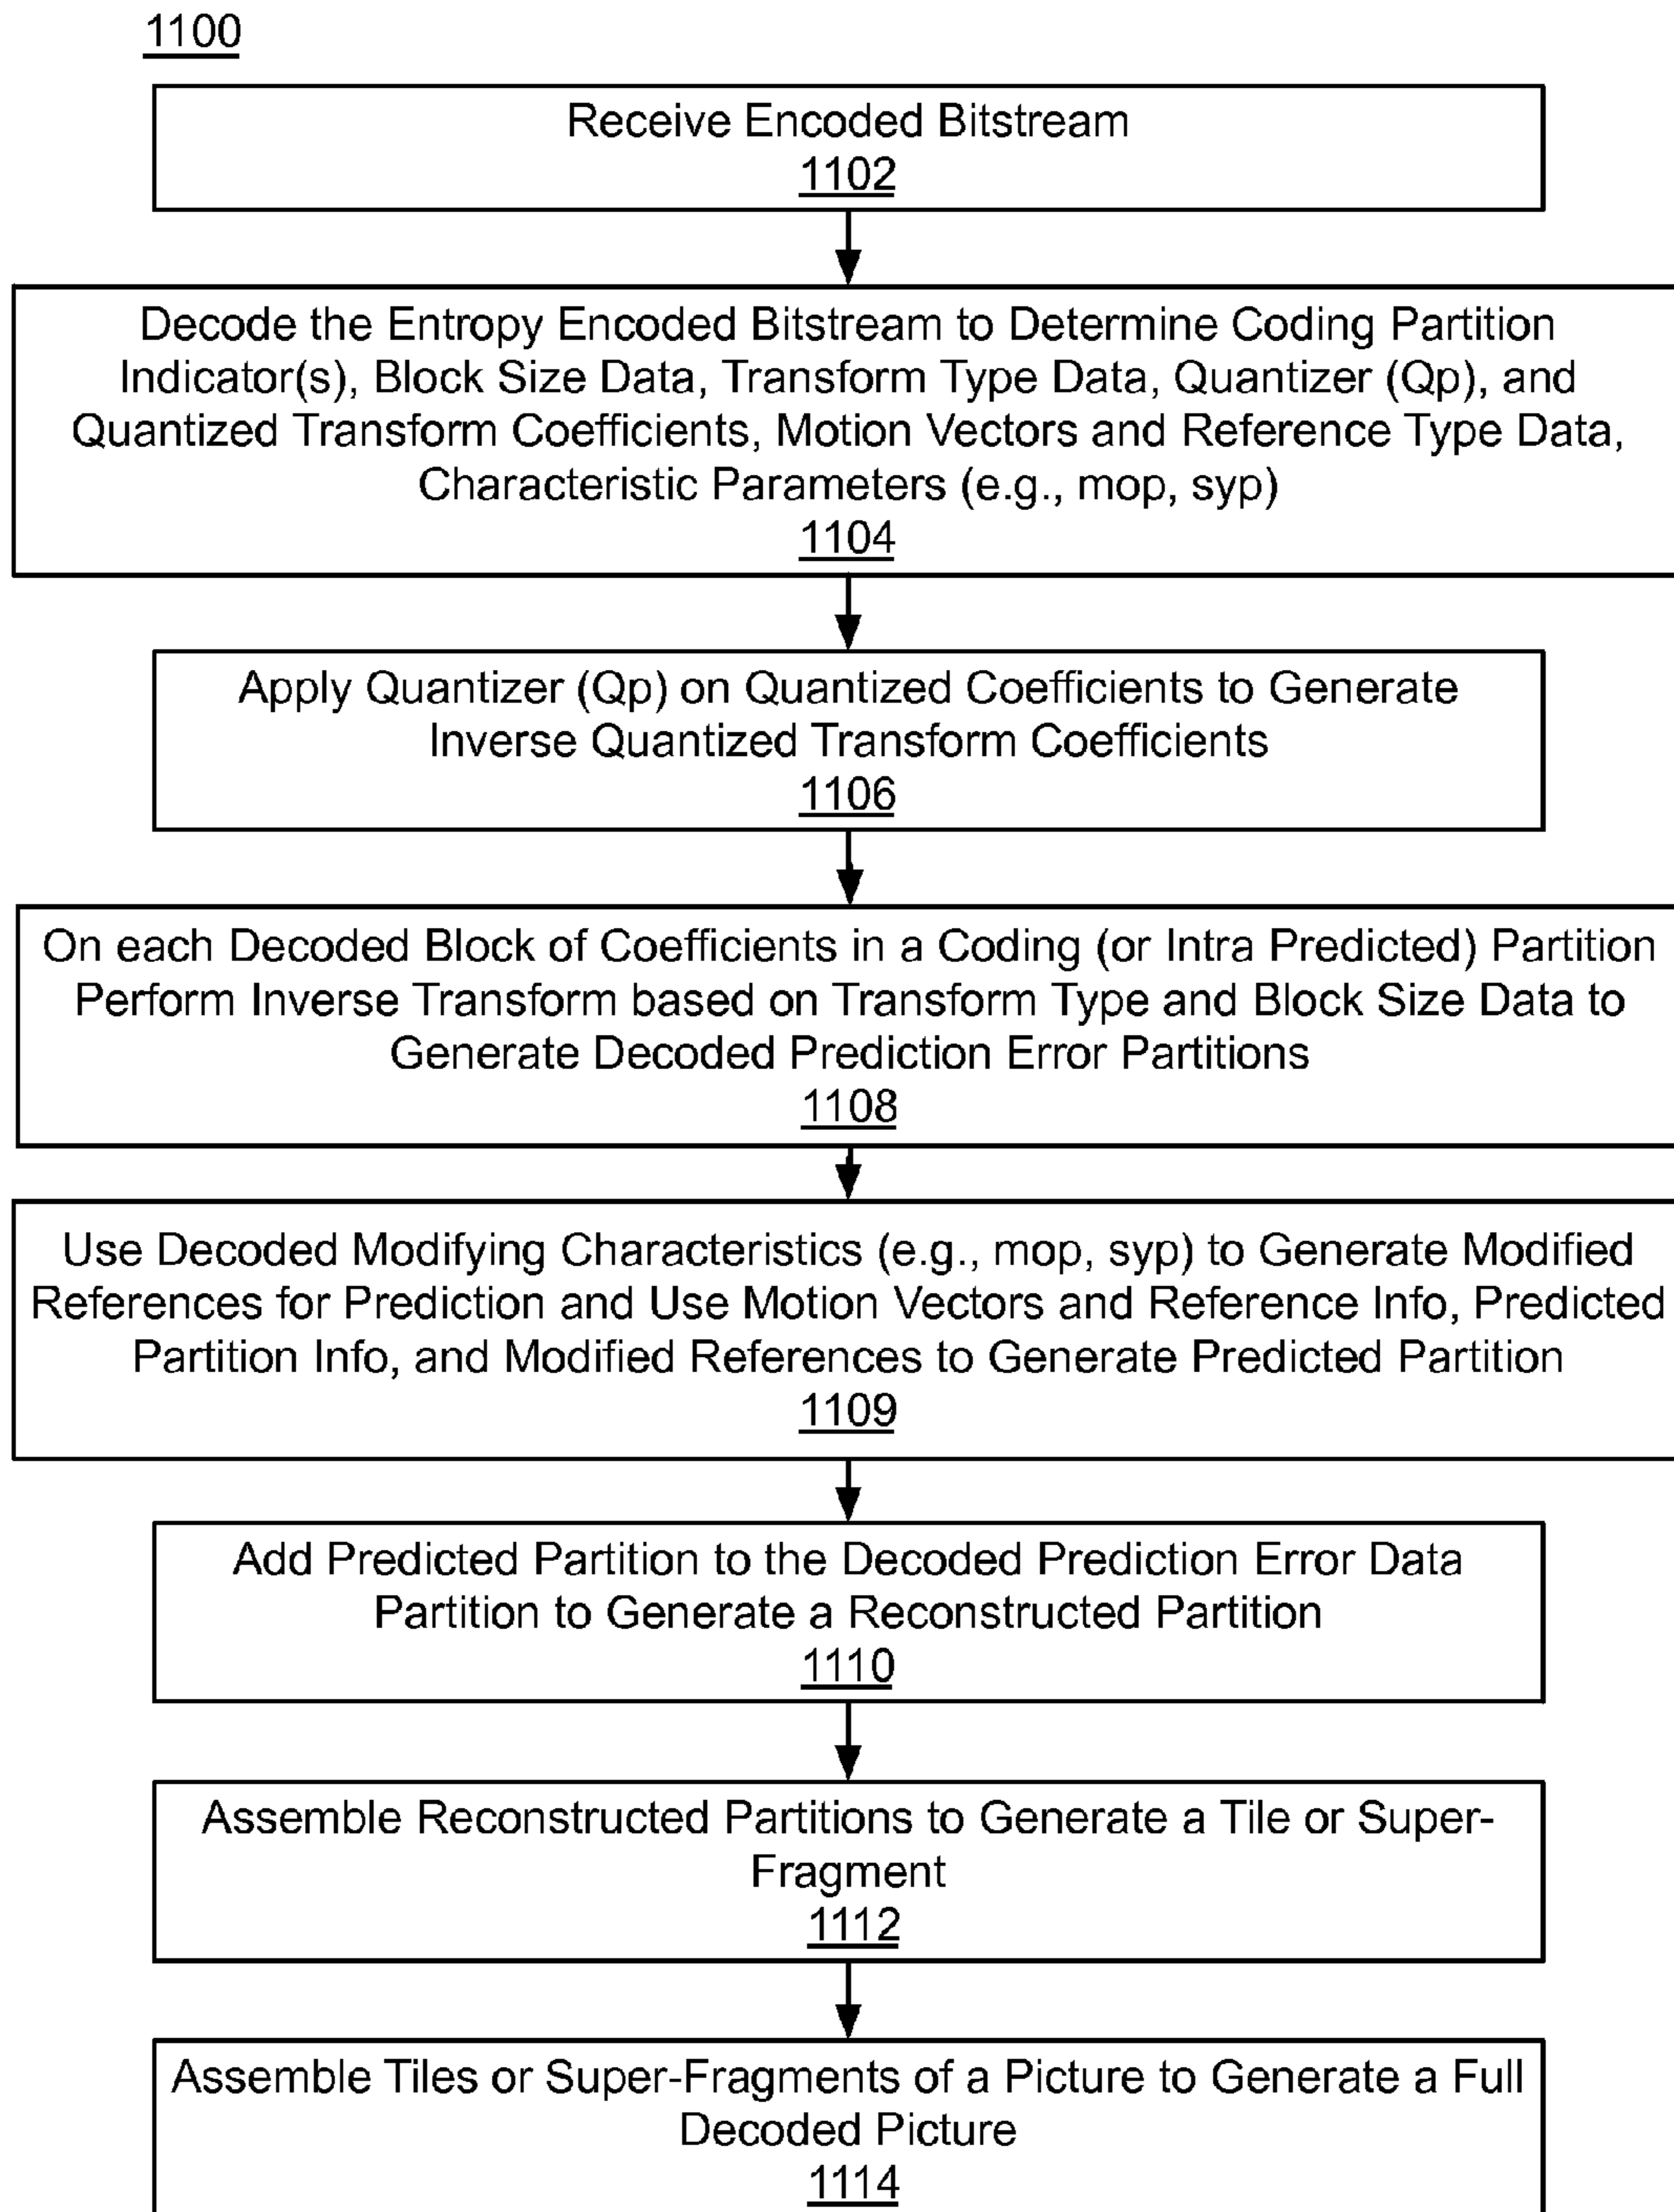 1100
Receive Encoded Bitstream
1102
Decode the Entropy Encoded Bitstream to Determine Coding Partition
Indicator(s), Block Size Data, Transform Type Data, Quantizer (Qp), and
Quantized Transform Coefficients, Motion Vectors and Reference Type Data,
Characteristic Parameters (e.g., mop, syp)
1104
Apply Quantizer (Qp) on Quantized Coefficients to Generate
Inverse Quantized Transform Coefficients
1106
On each Decoded Block of Coefficients in a Coding (or Intra Predicted) Partition
Perform Inverse Transform based on Transform Type and Block Size Data to
Generate Decoded Prediction Error Partitions
1108
Use Decoded Modifying Characteristics (e.g., mop, syp) to Generate Modified
References for Prediction and Use Motion Vectors and Reference Info, Predicted
Partition Info, and Modified References to Generate Predicted Partition
1109
Add Predicted Partition to the Decoded Prediction Error Data
Partition to Generate a Reconstructed Partition
1110
Assemble Reconstructed Partitions to Generate a Tile or Super-
Fragment
1112
Assemble Tiles or Super-Fragments of a Picture to Generate a Full
Decoded Picture
1114